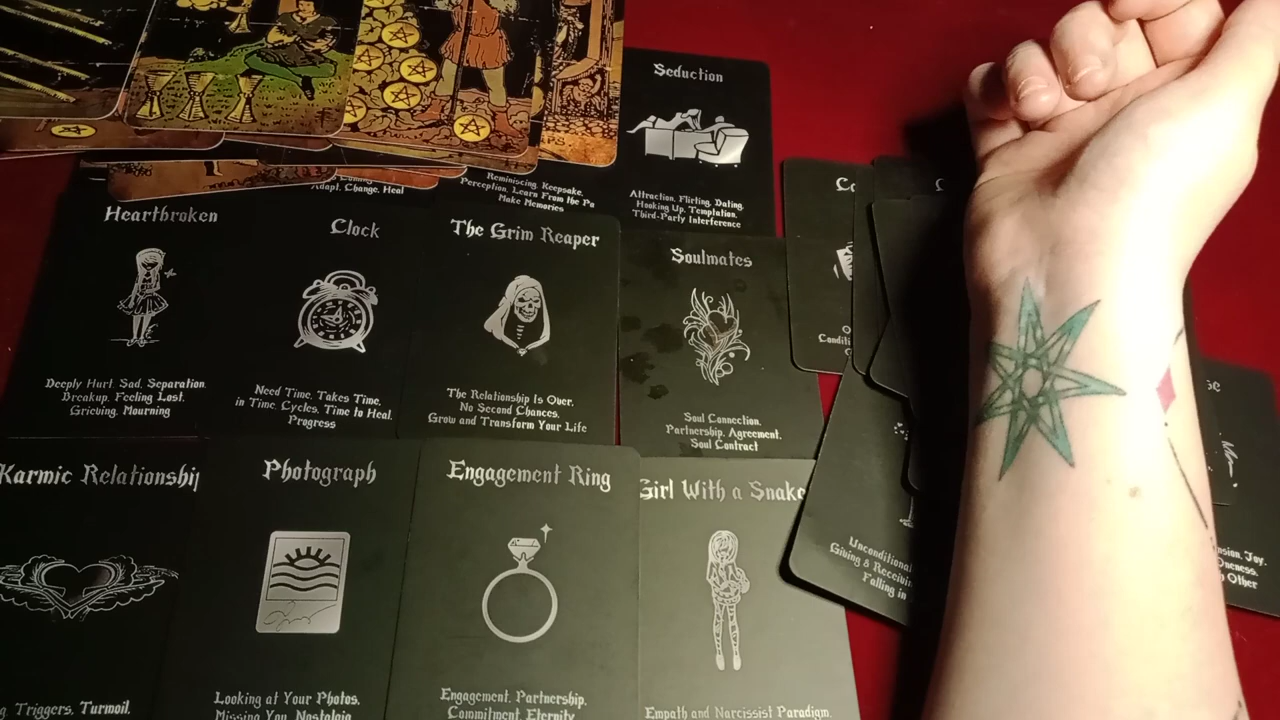 Seduction
Attraction, Flirting, Dating,
Hooking Up, Temptation,
Third-Party Interference
Adapt, Change, Heal
Reminiscing, Keepsake,
Perception, Learn From the Pa
Make Memories
Heartbroken
Deeply Hurt, Sad, Separation,
Breakup, Feeling Lost,
Grieving, Mourning
Clock
Need Time, Takes Time,
in Time, Cycles, Time to Heal,
Progress
The Grim Reaper
The Relationship Is Over,
No Second Chances,
Grow and Transform Your Life
Soulmates
Soul Connection,
Partnership, Agreement,
Soul Contract
Karmic Relationship
g, Triggers, Turmoil,
Photograph
Looking at Your Photos,
Missing You, Nostalgia
Engagement Ring
Engagement, Partnership,
Commitment, Eternity
Girl With a Snake
Empath and Narcissist Paradigm,
Unconditional
Giving & Receivin
Falling in
nsion, Joy,
Oneness,
Other